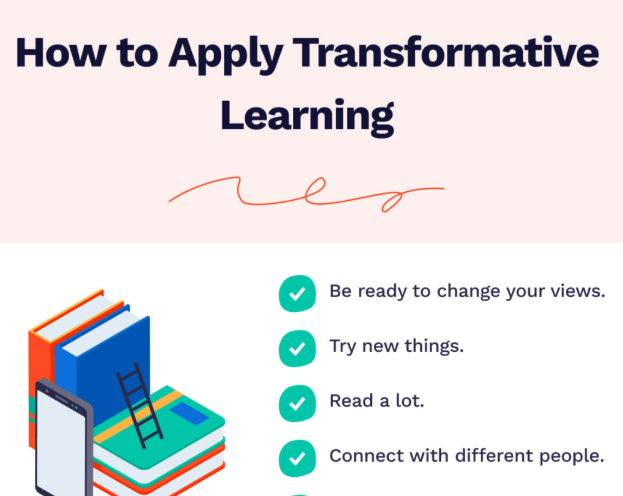 How to Apply Transformative
Learning
Be ready to change your views.
Try new things.
Read a lot.
Connect with different people.